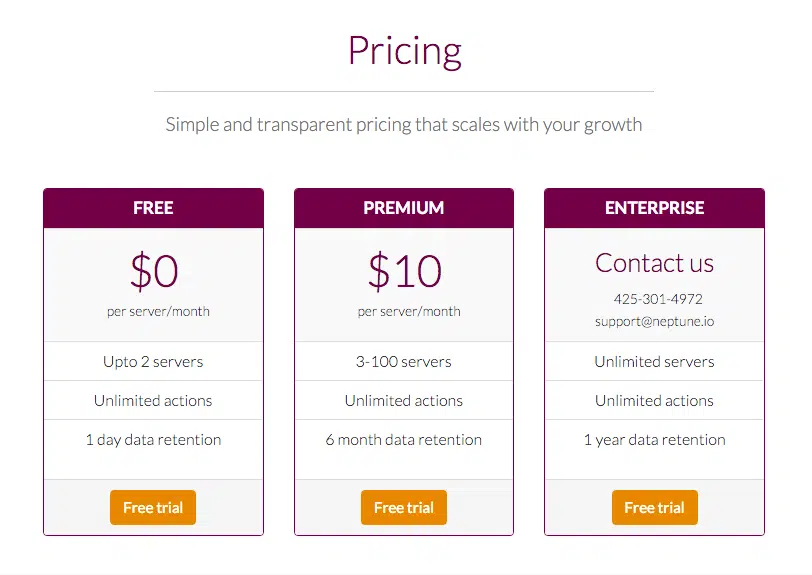 Pricing
Simple and transparent pricing that scales with your growth
FREE
$0
per server/month
Upto 2 servers
Unlimited actions
1 day data retention
Free trial
PREMIUM
$10
per server/month
3-100 servers
Unlimited actions
6 month data retention
Free trial
ENTERPRISE
Contact us
425-301-4972
support@neptune.io
Unlimited servers
Unlimited actions
1 year data retention
Free trial